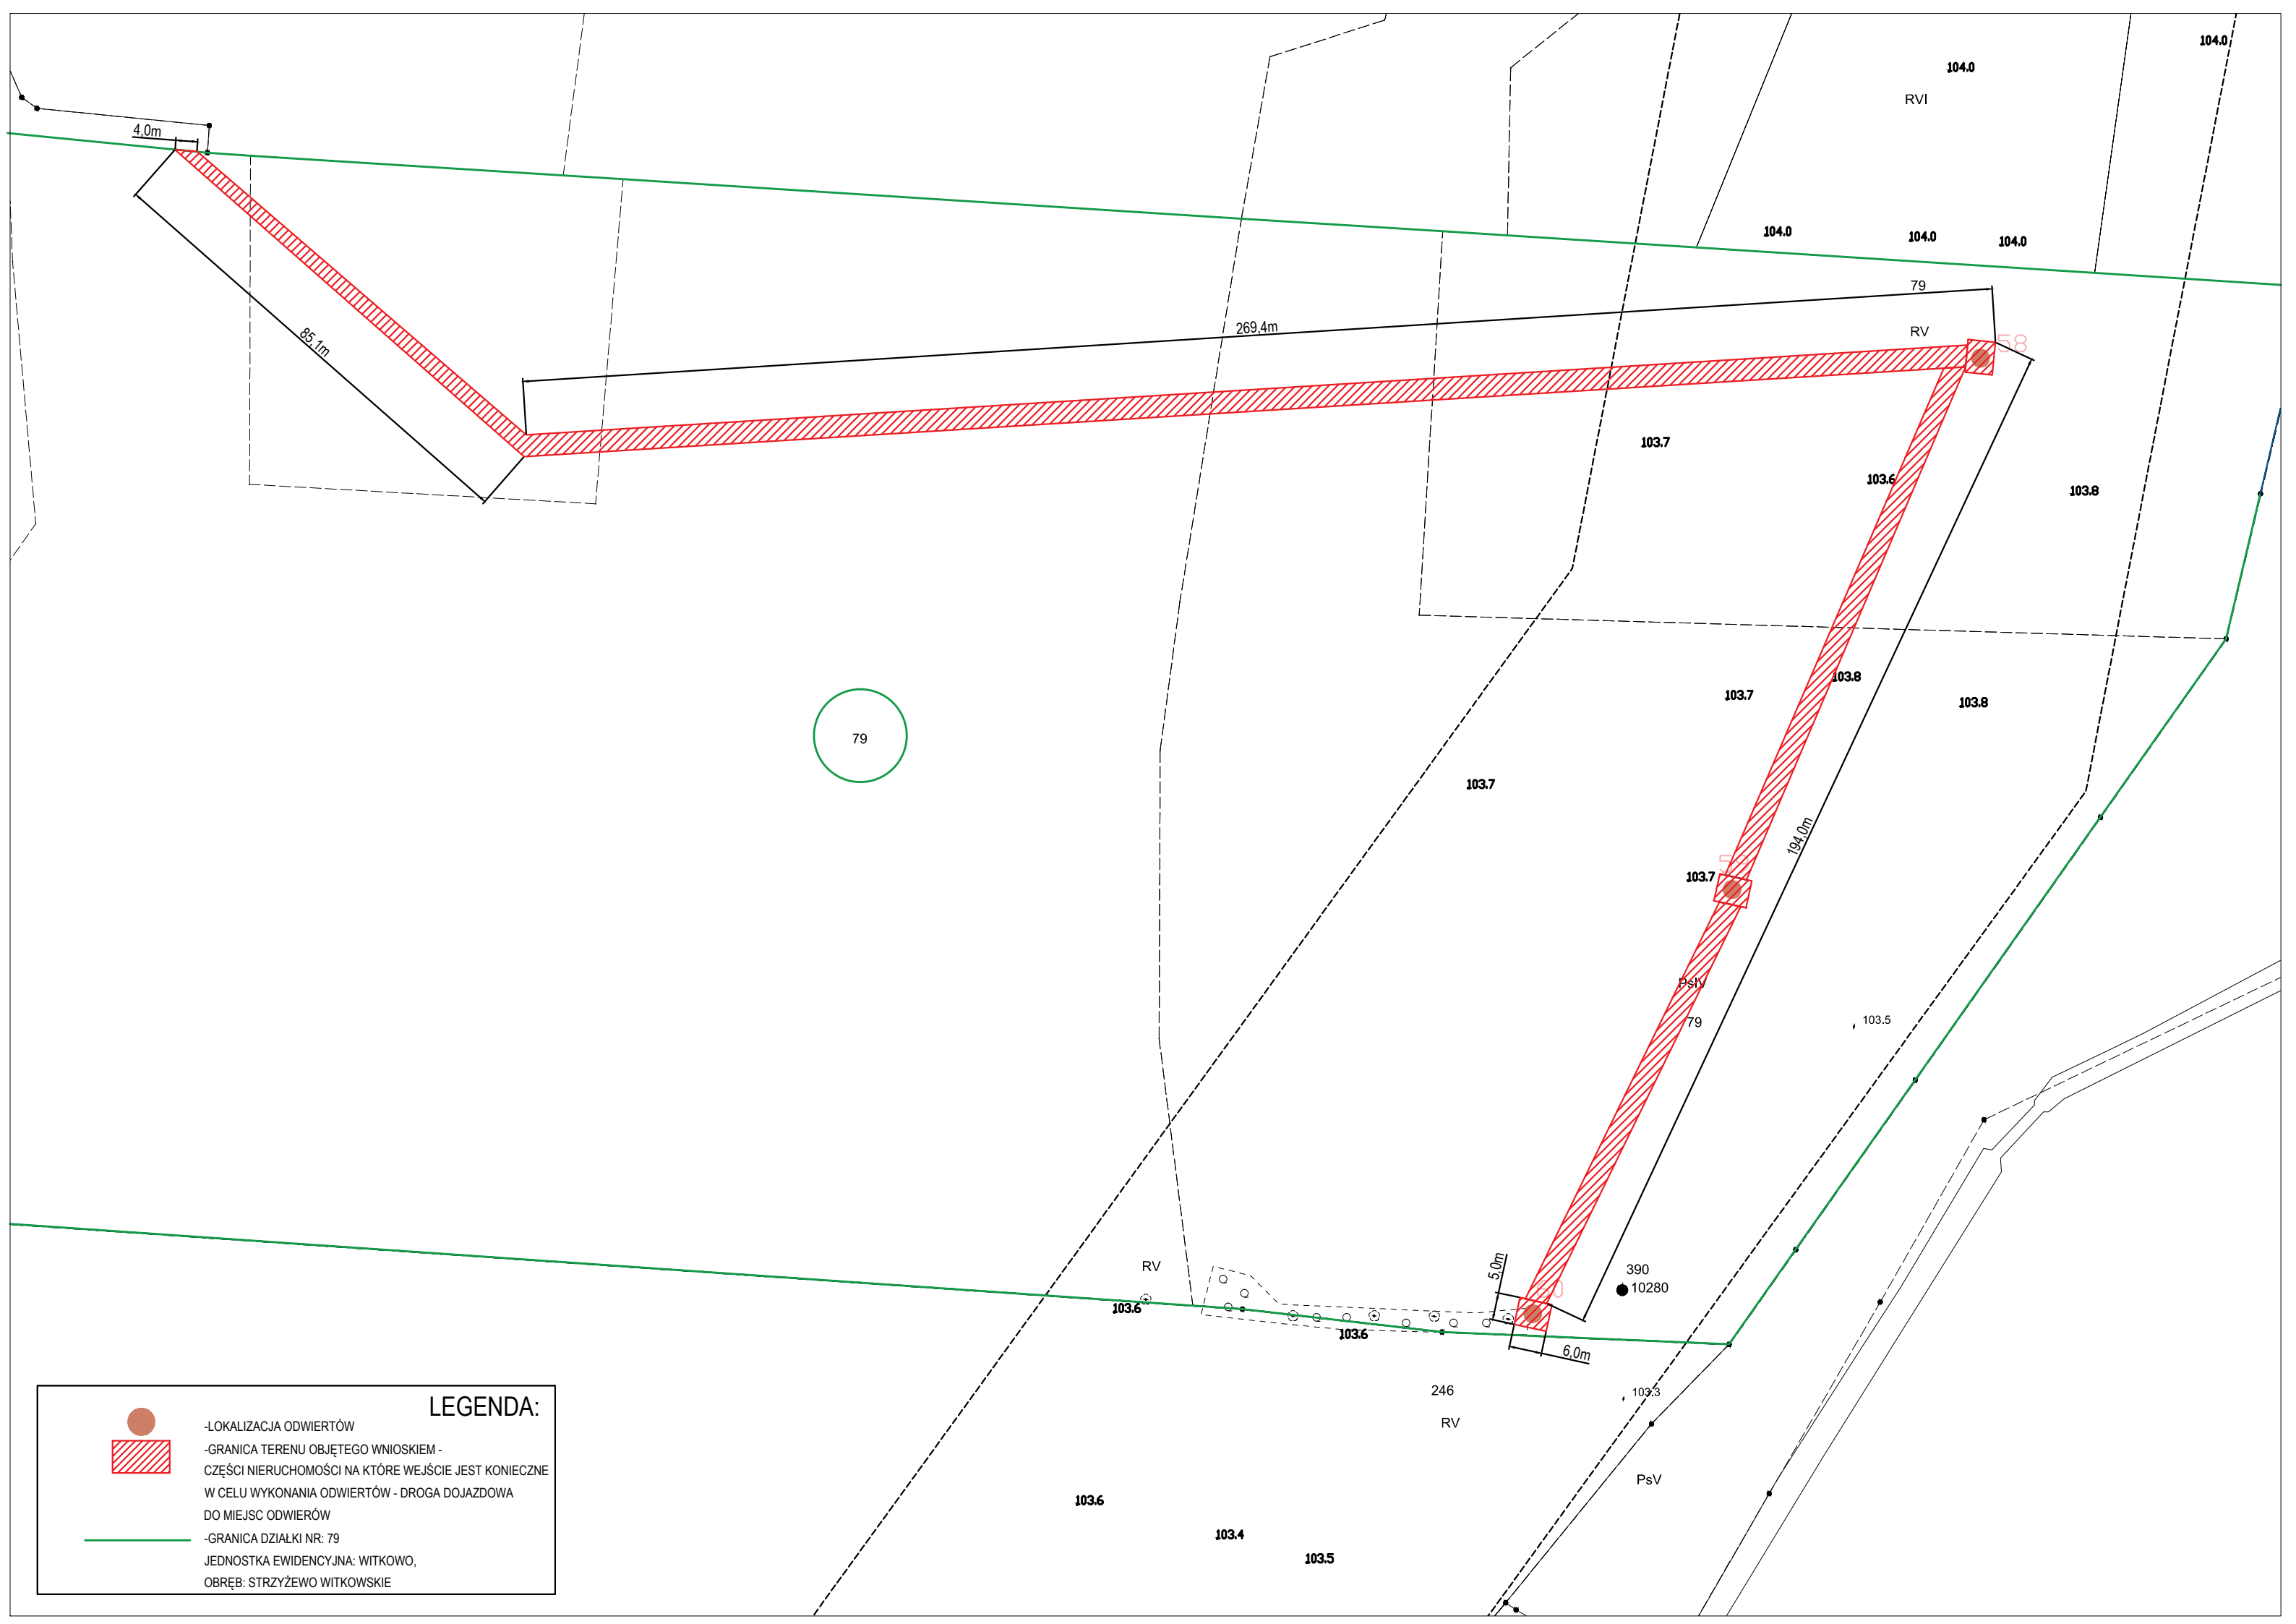 104.0
104.0
RVI
4,0m
104.0
104.0
104.0
79
269,4m
RV
58
85,1m
103.7
103.6
103.8
103.8
103.7
103.8
79
103.7
194,0m
103.7
PsIV
79
103.5
RV
5,0m
390
10280
103.6
103.6
6,0m
246
103.3
RV
PsV
103.6
103.4
103.5
LEGENDA:
-LOKALIZACJA ODWIERTÓW
-GRANICA TERENU OBJĘTEGO WNIOSKIEM -
CZĘŚCI NIERUCHOMOŚCI NA KTÓRE WEJŚCIE JEST KONIECZNE
W CELU WYKONANIA ODWIERTÓW - DROGA DOJAZDOWA
DO MIEJSC ODWIERÓW
-GRANICA DZIAŁKI NR: 79
JEDNOSTKA EWIDENCYJNA: WITKOWO,
OBRĘB: STRZYŻEWO WITKOWSKIE